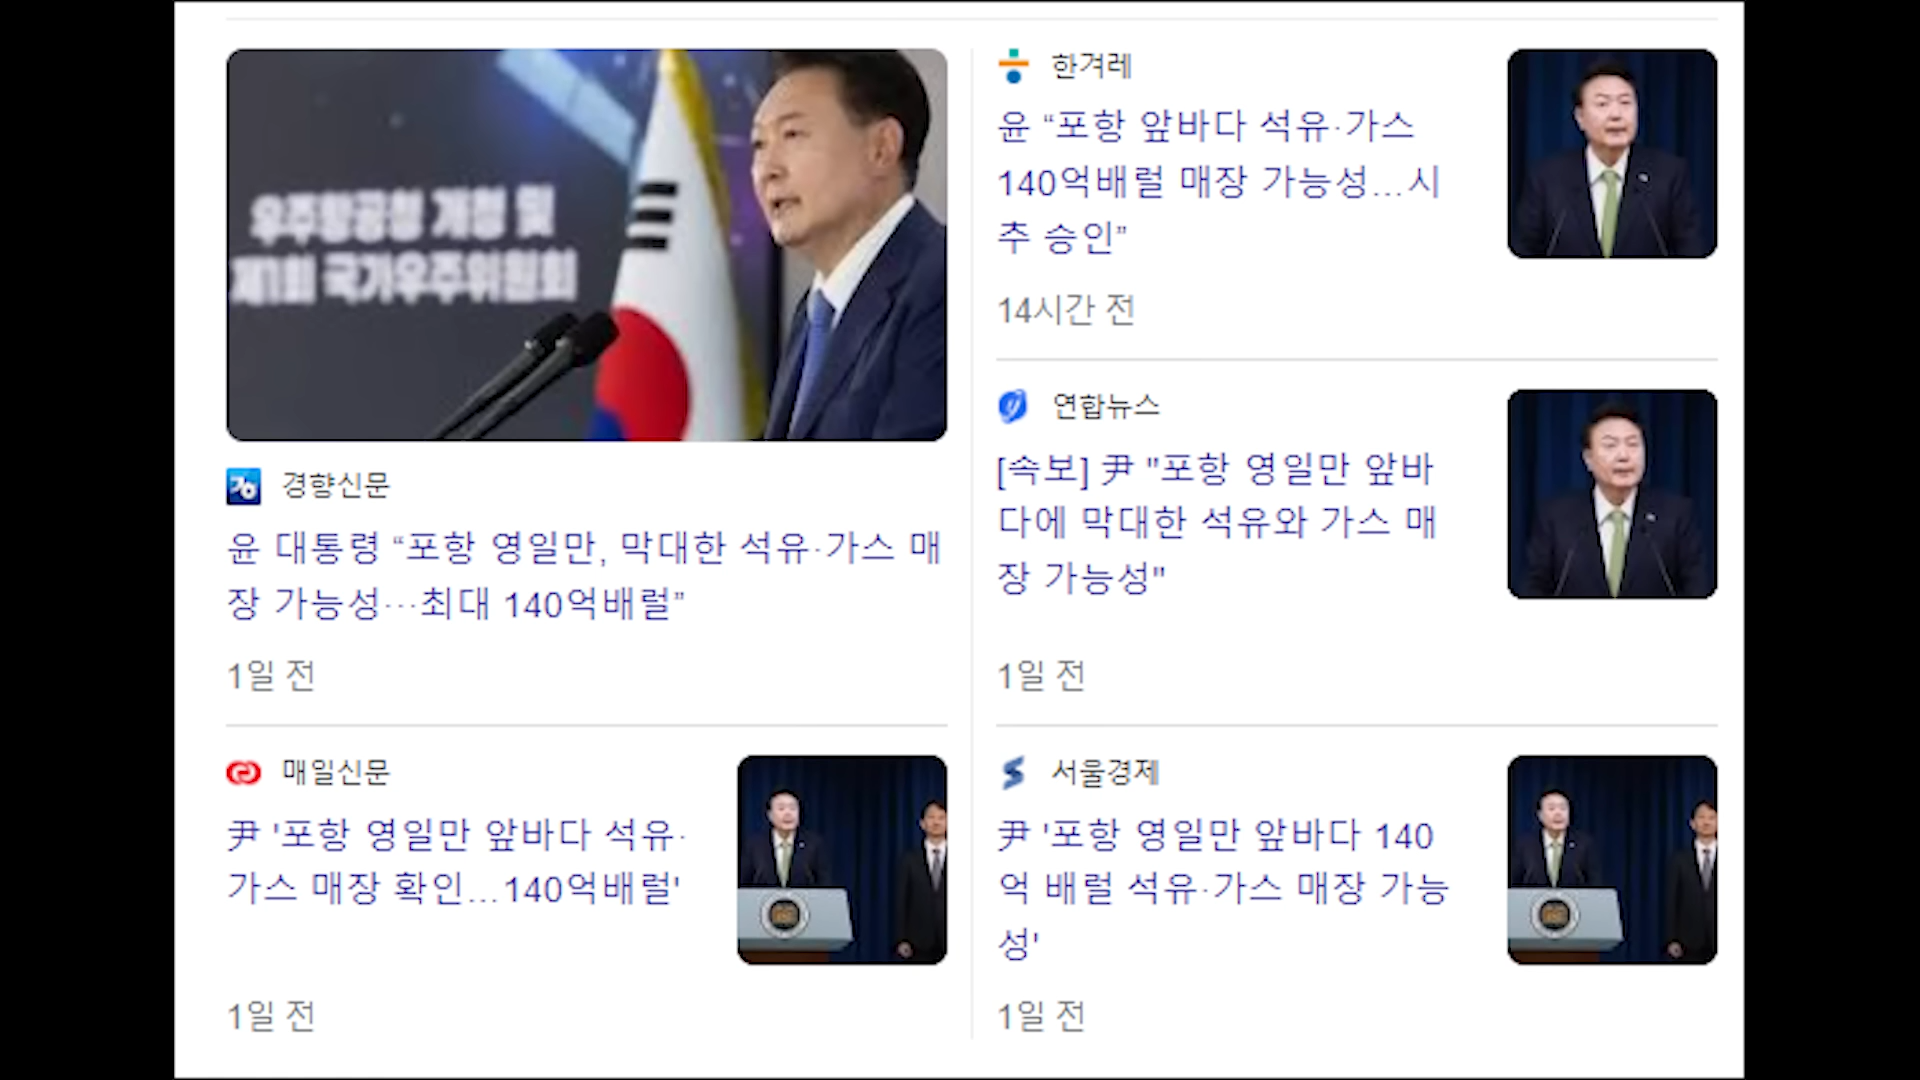 우주항공청 개청 및
제1회 국가우주위원회
경향신문
윤 대통령 “포항 영일만, 막대한 석유·가스 매
장 가능성···최대 140억배럴”
1일 전
매일신문
尹 '포항 영일만 앞바다 석유·
가스 매장 확인...140억배럴'
1일 전
한겨레
윤 “포항 앞바다 석유·가스
140억배럴 매장 가능성…시
추 승인”
14시간 전
연합뉴스
[속보] 尹 "포항 영일만 앞바
다에 막대한 석유와 가스 매
장 가능성"
1일 전
서울경제
尹 '포항 영일만 앞바다 140
억 배럴 석유·가스 매장 가능
성'
1일 전